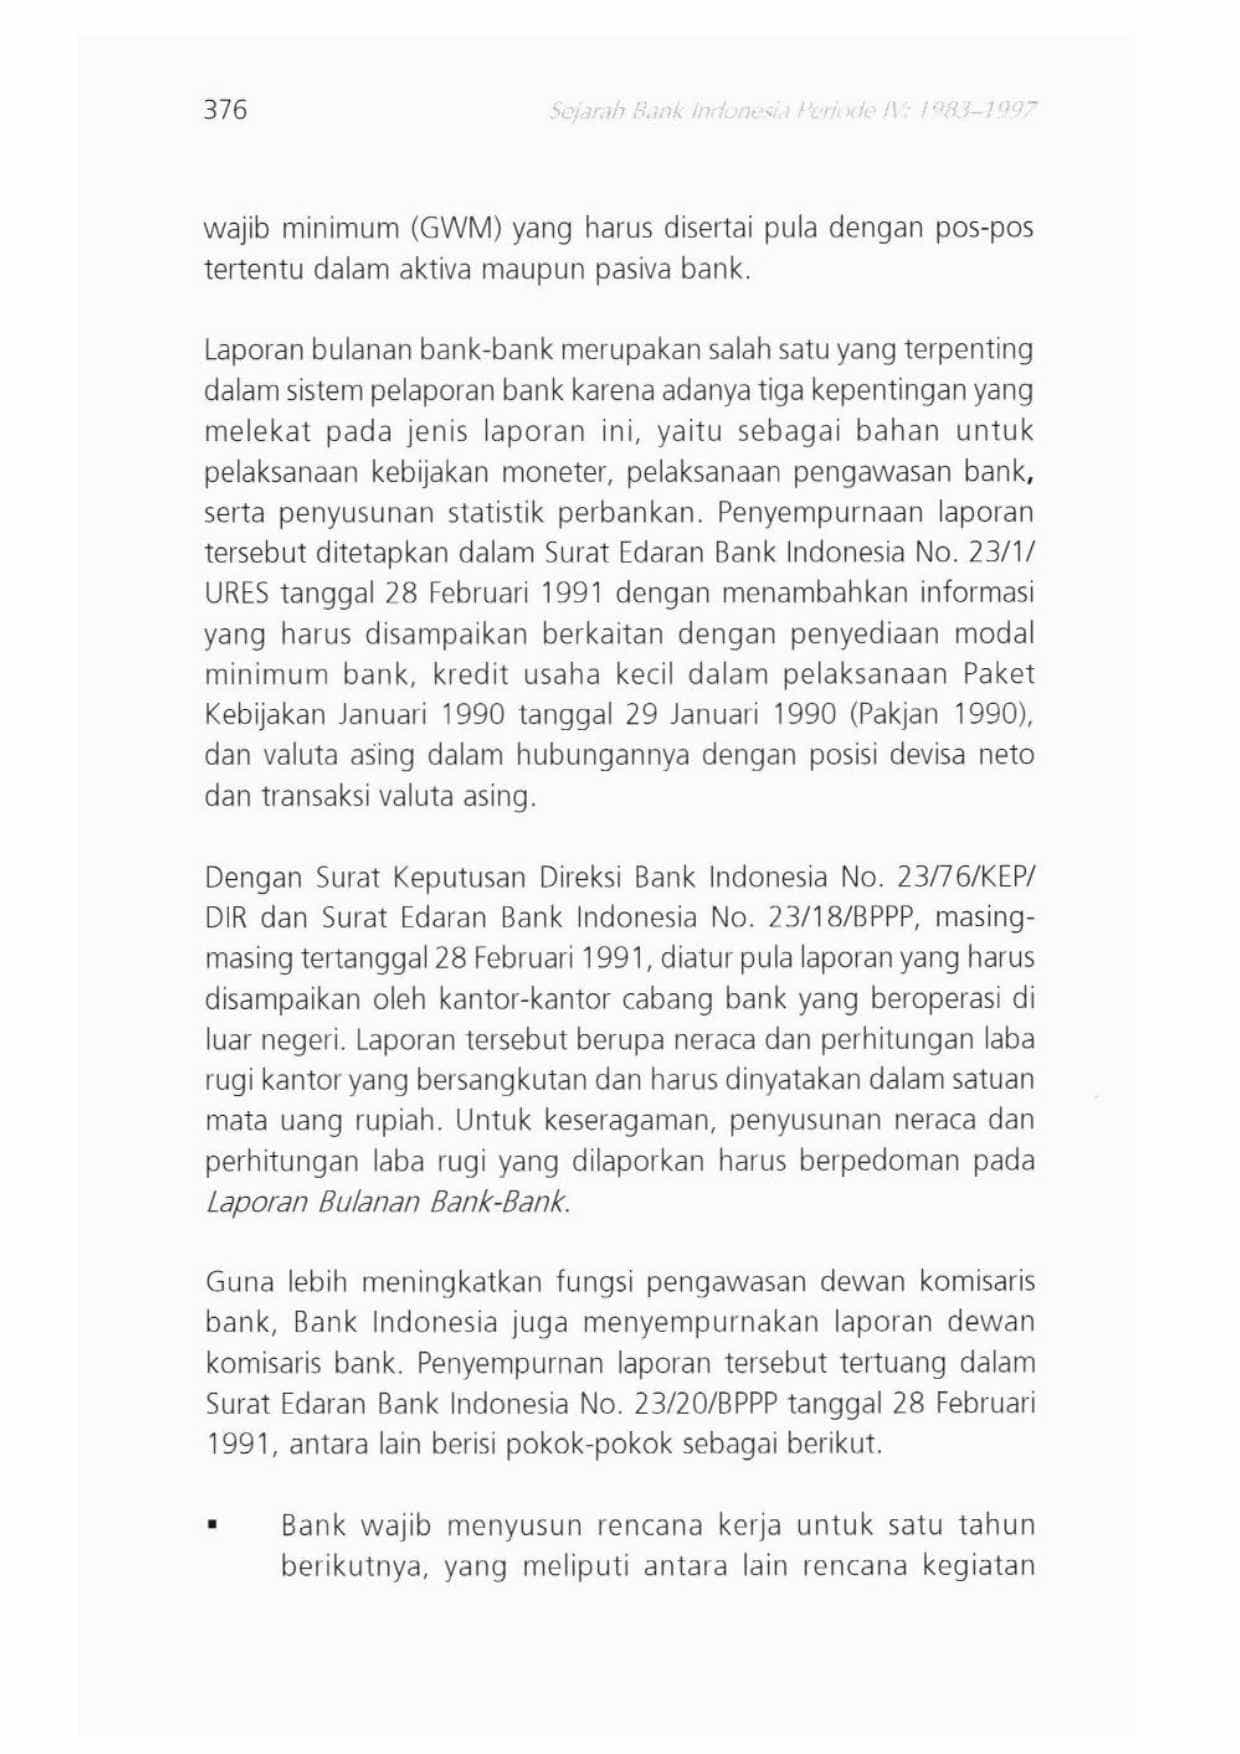 376
Sejarah Bank Indonesia Periode IV: 1983–1997
wajib minimum (GWM) yang harus disertai pula dengan pos-pos
tertentu dalam aktiva maupun pasiva bank.
Laporan bulanan bank-bank merupakan salah satu yang terpenting
dalam sistem pelaporan bank karena adanya tiga kepentingan yang
melekat pada jenis laporan ini, yaitu sebagai bahan untuk
pelaksanaan kebijakan moneter, pelaksanaan pengawasan bank,
serta penyusunan statistik perbankan. Penyempurnaan laporan
tersebut ditetapkan dalam Surat Edaran Bank Indonesia No. 23/1/
URES tanggal 28 Februari 1991 dengan menambahkan informasi
yang harus disampaikan berkaitan dengan penyediaan modal
minimum bank, kredit usaha kecil dalam pelaksanaan Paket
Kebijakan Januari 1990 tanggal 29 Januari 1990 (Pakjan 1990),
dan valuta asing dalam hubungannya dengan posisi devisa neto
dan transaksi valuta asing.
Dengan Surat Keputusan Direksi Bank Indonesia No. 23/76/KEP/
DIR dan Surat Edaran Bank Indonesia No. 23/18/BPPP, masing-
masing tertanggal 28 Februari 1991, diatur pula laporan yang harus
disampaikan oleh kantor-kantor cabang bank yang beroperasi di
luar negeri. Laporan tersebut berupa neraca dan perhitungan laba
rugi kantor yang bersangkutan dan harus dinyatakan dalam satuan
mata uang rupiah. Untuk keseragaman, penyusunan neraca dan
perhitungan laba rugi yang dilaporkan harus berpedoman pada
Laporan Bulanan Bank-Bank.
Guna lebih meningkatkan fungsi pengawasan dewan komisaris
bank, Bank Indonesia juga menyempurnakan laporan dewan
komisaris bank. Penyempurnan laporan tersebut tertuang dalam
Surat Edaran Bank Indonesia No. 23/20/BPPP tanggal 28 Februari
1991, antara lain berisi pokok-pokok sebagai berikut.
▪ Bank wajib menyusun rencana kerja untuk satu tahun
berikutnya, yang meliputi antara lain rencana kegiatan